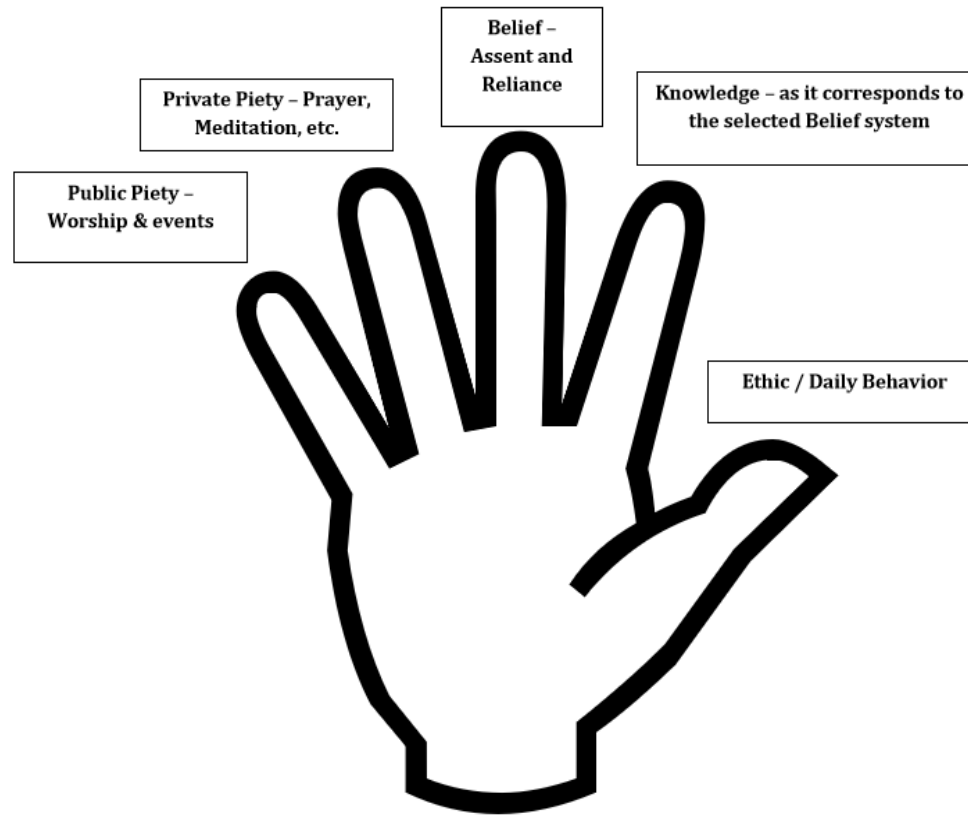 Belief –
Assent and
Reliance
Private Piety – Prayer,
Meditation, etc.
Knowledge – as it corresponds to
the selected Belief system
Public Piety –
Worship & events
Ethic / Daily Behavior